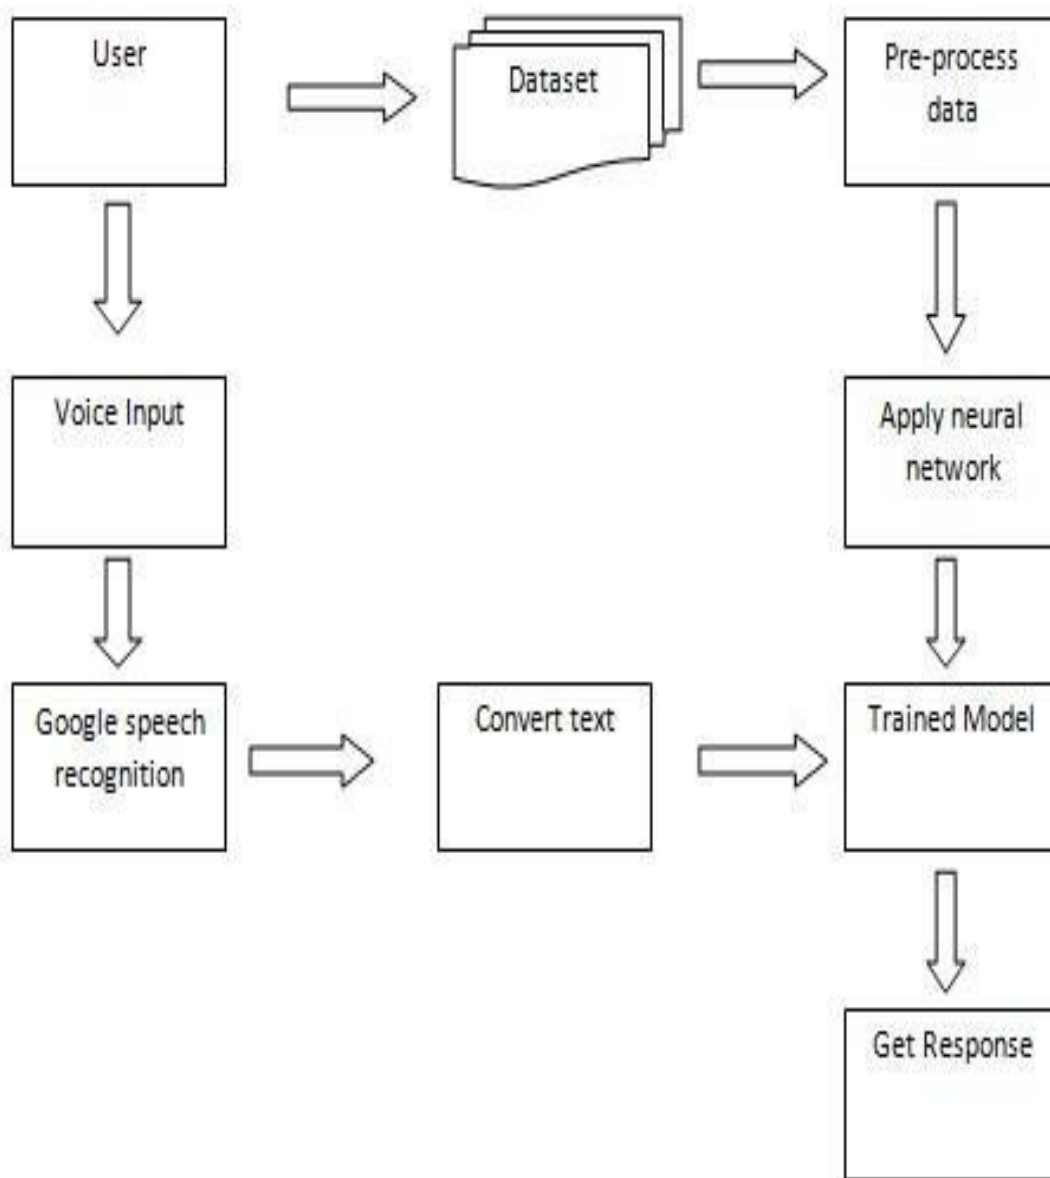 User
Dataset
Pre-process
data
Voice Input
Apply neural
network
Google speech
recognition
Convert text
Trained Model
Get Response